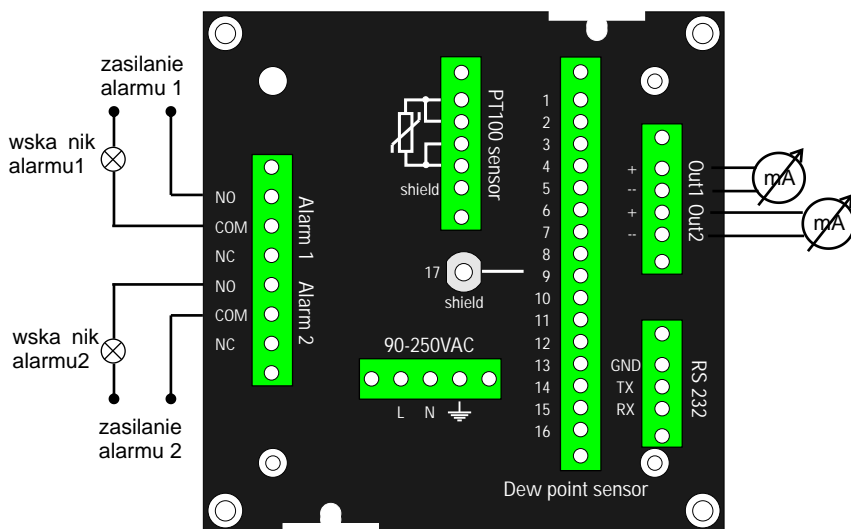 zasilanie
alarmu 1
wska nik
alarmu1
NO
COM
NC
NO
COM
NC
Alarm 1
Alarm 2
wska nik
alarmu2
zasilanie
alarmu 2
PT100 sensor
shield
17
shield
90-250VAC
L N
1
2
3
4
5
6
7
8
9
10
11
12
13
14
15
16
Dew point sensor
+
--
+
--
Out1 Out2
mA
mA
GND
TX
RX
RS 232